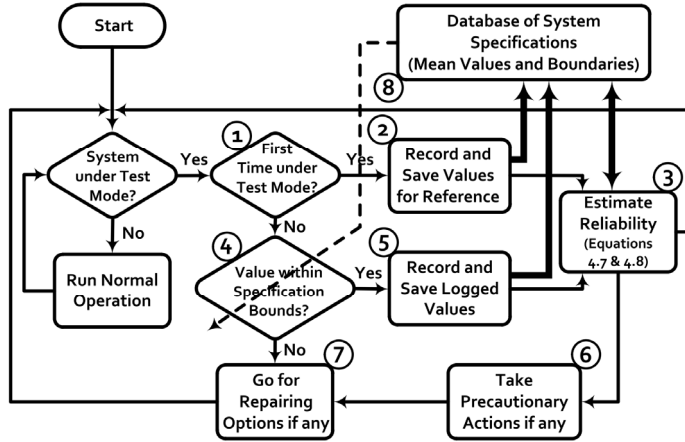 Start
Database of System
Specifications
(Mean Values and Boundaries)
8
System
under Test
Mode?
Yes
No
Run Normal
Operation
1
First
Time under
Test Mode?
Yes
No
2
Record and
Save Values
for Reference
3
Estimate
Reliability
(Equations
4.7 & 4.8)
4
Value within
Specification
Bounds?
Yes
No
5
Record and
Save Logged
Values
7
Go for
Repairing
Options if any
6
Take
Precautionary
Actions if any